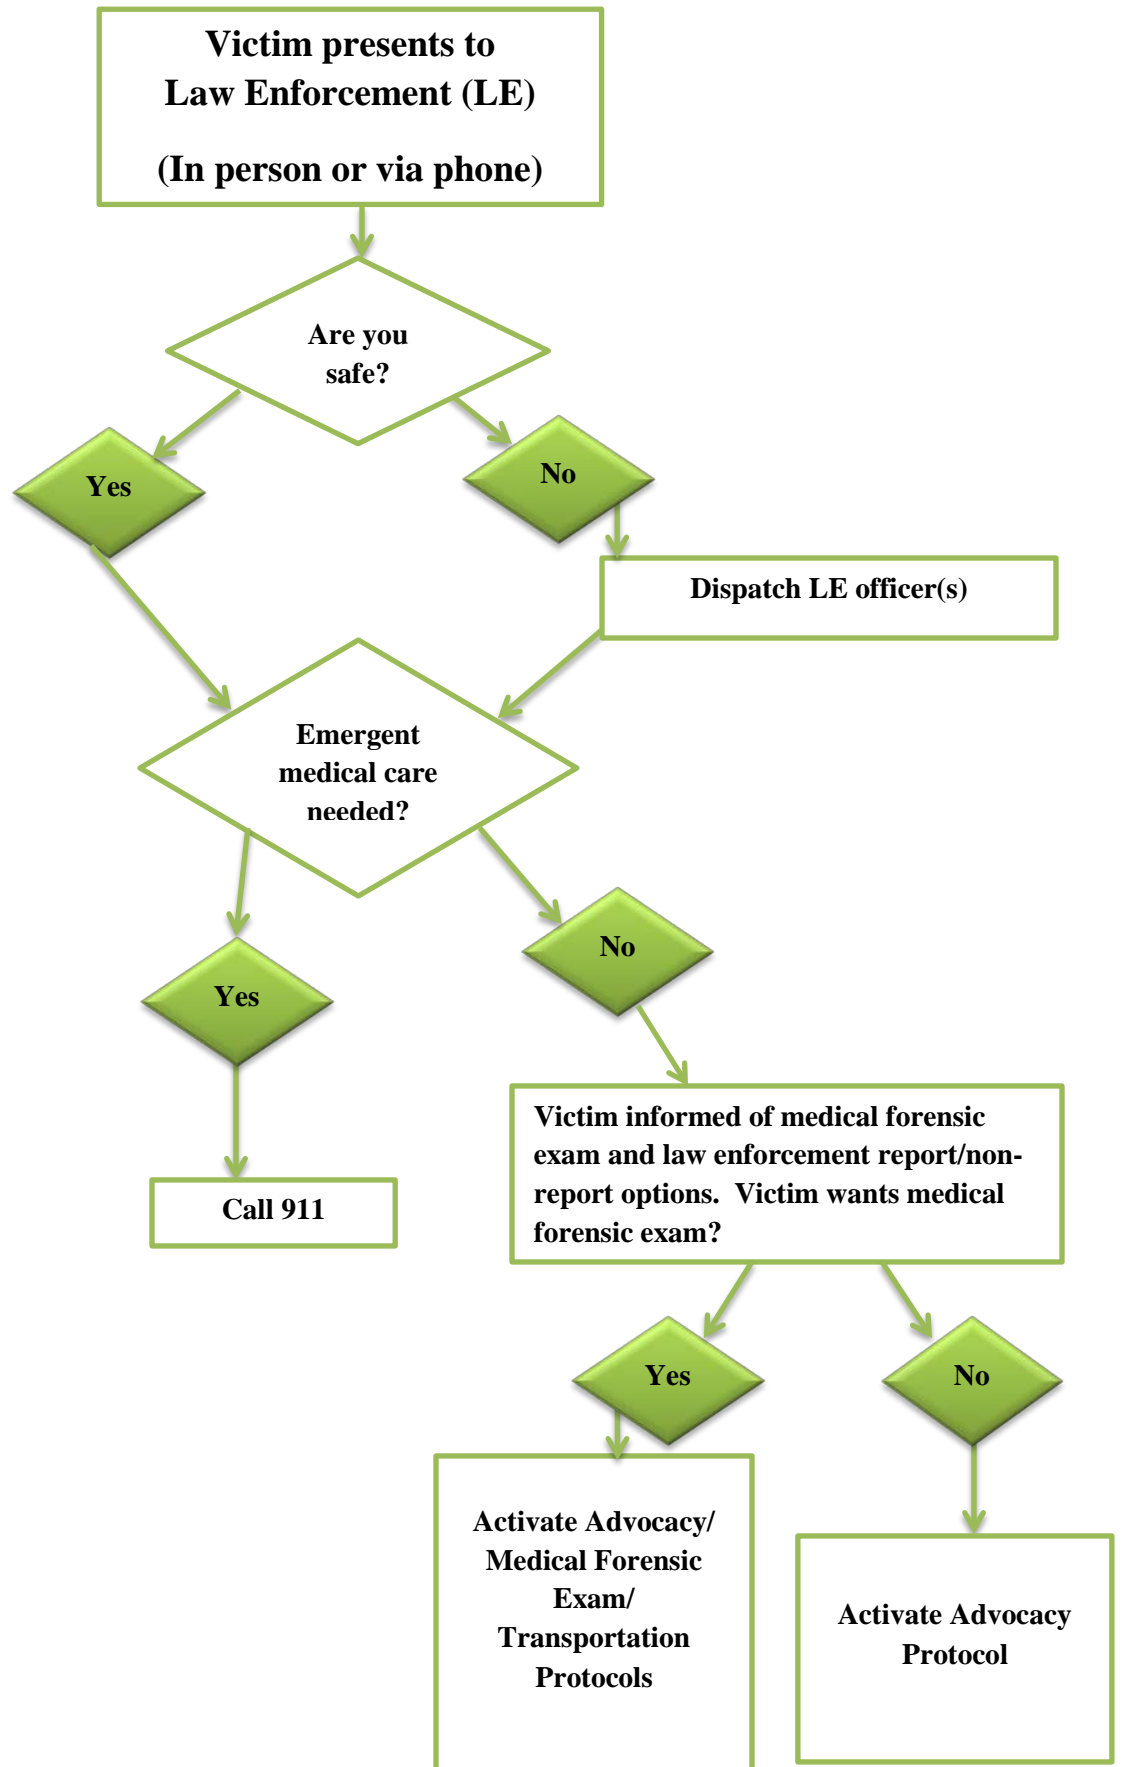 Victim presents to
Law Enforcement (LE)
(In person or via phone)
Are you
safe?
Yes
No
Dispatch LE officer(s)
Emergent
medical care
needed?
Yes
No
Call 911
Victim informed of medical forensic
exam and law enforcement report/non-
report options.  Victim wants medical
forensic exam?
Yes
No
Activate Advocacy/
Medical Forensic
Exam/
Transportation
Protocols
Activate Advocacy
Protocol